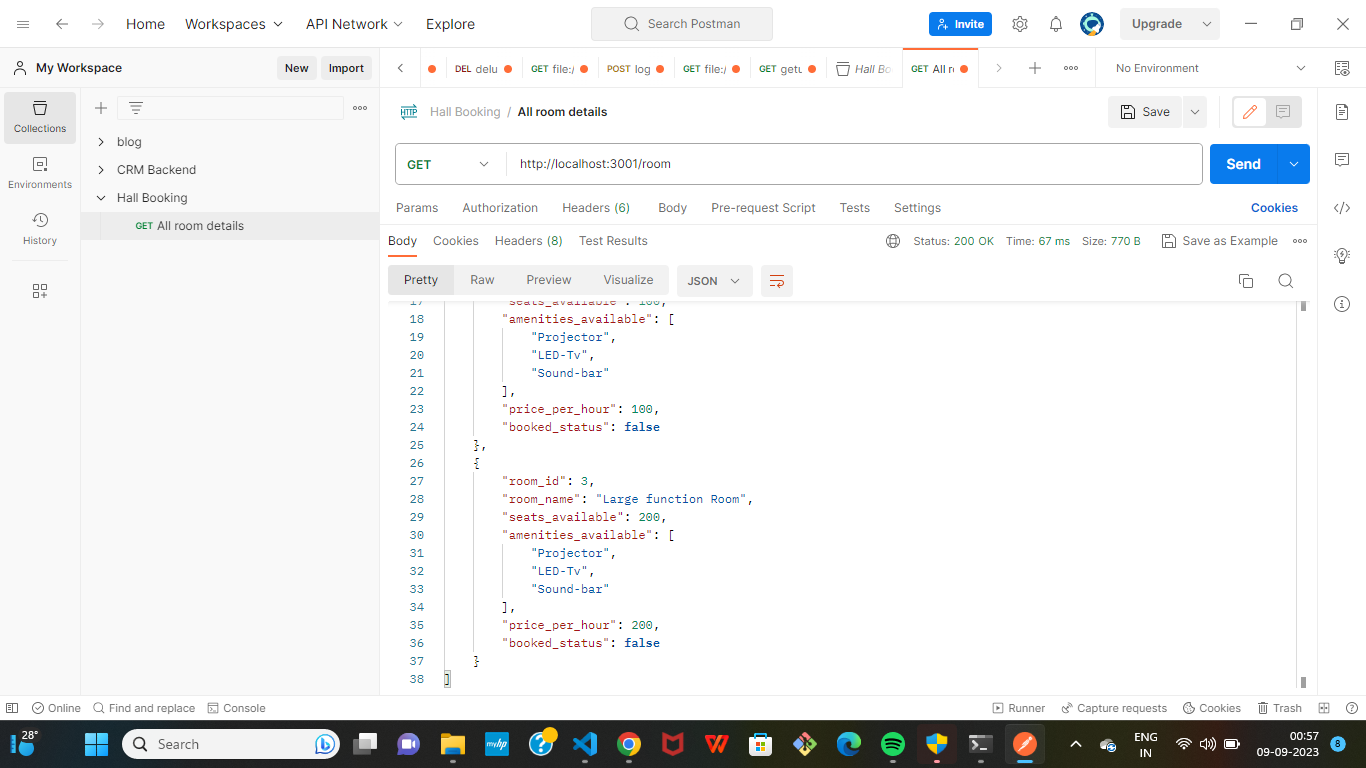 Home Workspaces API Network Explore Search Postman Invite Upgrade
My Workspace New Import DEL delu GET file:/ POST log GET file:/ GET getu Hall Bo GET All r No Environment
Collections
Environments
History
blog
CRM Backend
Hall Booking
GET All room details
Hall Booking / All room details Save
GET http://localhost:3001/room Send
Params Authorization Headers (6) Body Pre-request Script Tests Settings Cookies
Body Cookies Headers (8) Test Results Status: 200 OK Time: 67 ms Size: 770 B Save as Example
Pretty Raw Preview Visualize JSON
17 "seats_available": 100,
18 "amenities_available": [
19 "Projector",
20 "LED-Tv",
21 "Sound-bar"
22 ],
23 "price_per_hour": 100,
24 "booked_status": false
25 },
26 {
27 "room_id": 3,
28 "room_name": "Large function Room",
29 "seats_available": 200,
30 "amenities_available": [
31 "Projector",
32 "LED-Tv",
33 "Sound-bar"
34 ],
35 "price_per_hour": 200,
36 "booked_status": false
37 }
38 ]
Online Find and replace Console Runner Capture requests Cookies Trash
28° Search myhp ENG 00:57
IN 09-09-2023 8